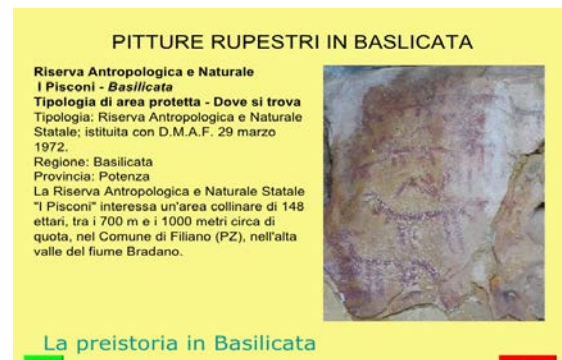 PITTURE RUPESTRI IN BASLICATA
Riserva Antropologica e Naturale
I Pisconi - Basilicata
Tipologia di area protetta - Dove si trova
Tipologia: Riserva Antropologica e Naturale
Statale; istituita con D.M.A.F. 29 marzo
1972.
Regione: Basilicata
Provincia: Potenza
La Riserva Antropologica e Naturale Statale
"I Pisconi" interessa un'area collinare di 148
ettari, tra i 700 m e i 1000 metri circa di
quota, nel Comune di Filiano (PZ), nell'alta
valle del fiume Bradano.
La preistoria in Basilicata